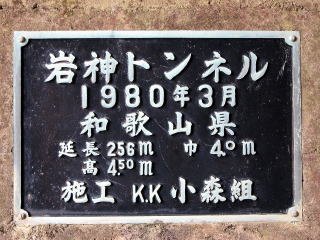 岩神トンネル
1980年3月
和歌山県
延長 256m 巾 4.0m
高 4.50m
施工 K.K 小森組